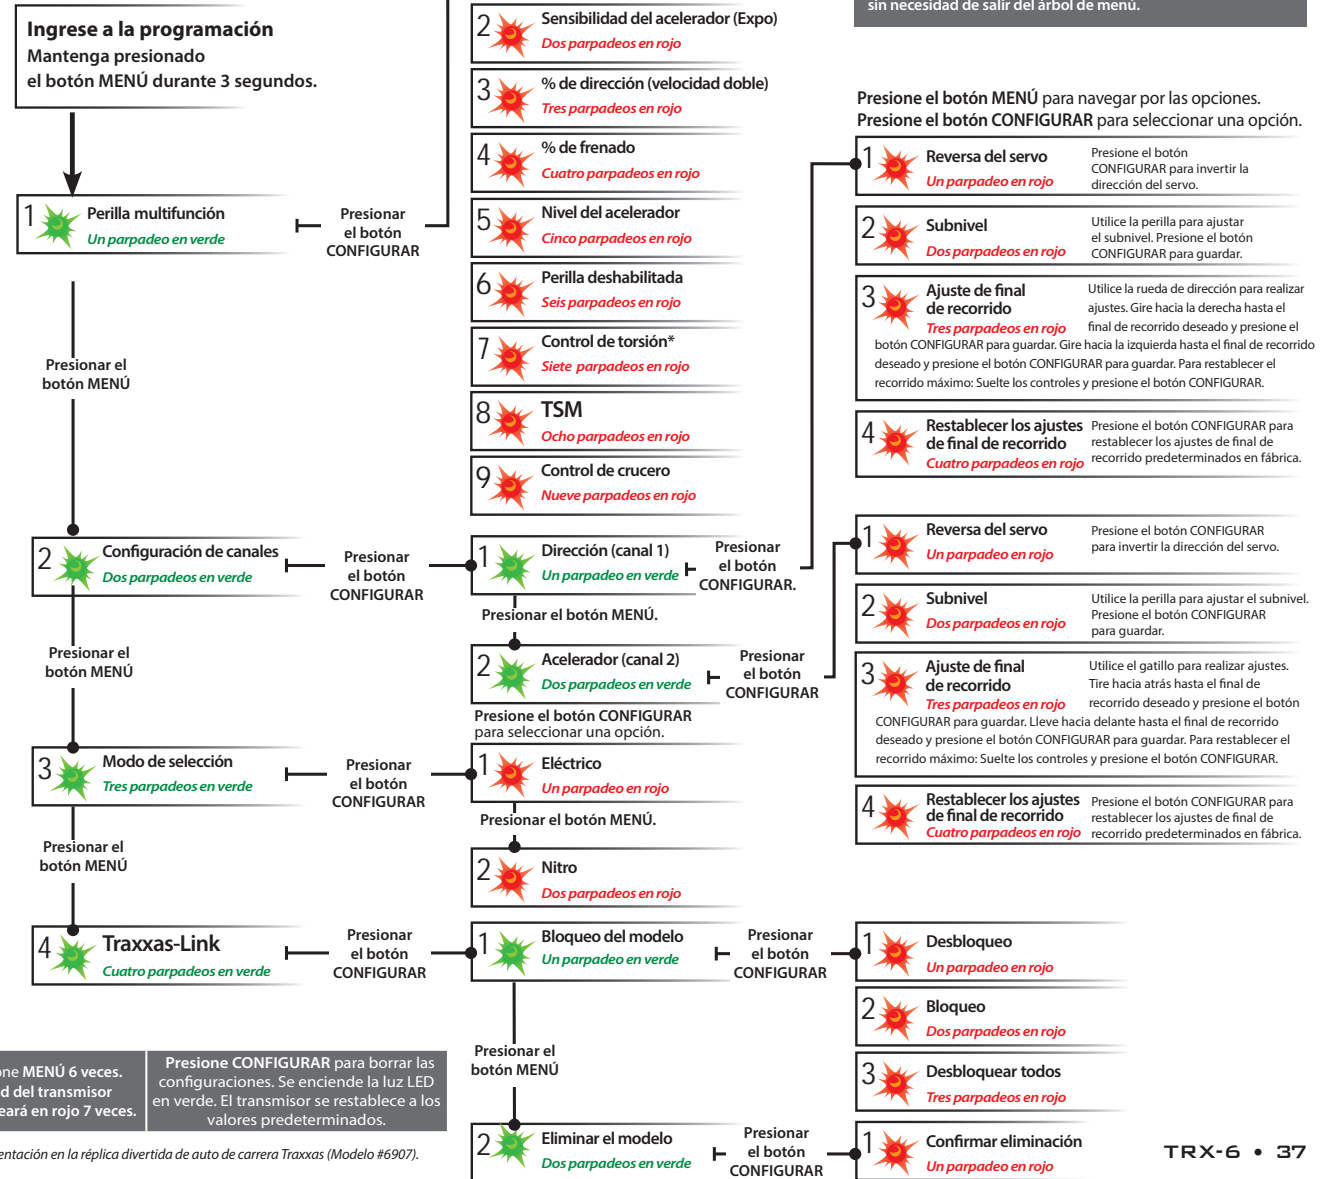 sin necesidad de salir del árbol de menú.
Ingrese a la programación
Mantenga presionado
el botón MENÚ durante 3 segundos.
1
Perilla multifunción
Un parpadeo en verde
Presionar
el botón
CONFIGURAR
2
Sensibilidad del acelerador (Expo)
Dos parpadeos en rojo
3
% de dirección (velocidad doble)
Tres parpadeos en rojo
4
% de frenado
Cuatro parpadeos en rojo
5
Nivel del acelerador
Cinco parpadeos en rojo
6
Perilla deshabilitada
Seis parpadeos en rojo
7
Control de torsión*
Siete parpadeos en rojo
8
TSM
Ocho parpadeos en rojo
9
Control de crucero
Nueve parpadeos en rojo
Presionar el
botón MENÚ
2
Configuración de canales
Dos parpadeos en verde
Presionar
el botón
CONFIGURAR
1
Dirección (canal 1)
Un parpadeo en verde
Presionar
el botón
CONFIGURAR.
Presionar el botón MENÚ.
2
Acelerador (canal 2)
Dos parpadeos en verde
Presionar
el botón
CONFIGURAR
Presione el botón MENÚ para navegar por las opciones.
Presione el botón CONFIGURAR para seleccionar una opción.
1
Reversa del servo
Un parpadeo en rojo
Presione el botón
CONFIGURAR para invertir la
dirección del servo.
2
Subnivel
Dos parpadeos en rojo
Utilice la perilla para ajustar
el subnivel. Presione el botón
CONFIGURAR para guardar.
3
Ajuste de final
de recorrido
Tres parpadeos en rojo
Utilice la rueda de dirección para realizar
ajustes. Gire hacia la derecha hasta el
final de recorrido deseado y presione el
botón CONFIGURAR para guardar. Gire hacia la izquierda hasta el final de recorrido
deseado y presione el botón CONFIGURAR para guardar. Para restablecer el
recorrido máximo: Suelte los controles y presione el botón CONFIGURAR.
4
Restablecer los ajustes
de final de recorrido
Cuatro parpadeos en rojo
Presione el botón CONFIGURAR para
restablecer los ajustes de final de
recorrido predeterminados en fábrica.
1
Reversa del servo
Un parpadeo en rojo
Presione el botón CONFIGURAR
para invertir la dirección del servo.
2
Subnivel
Dos parpadeos en rojo
Utilice la perilla para ajustar el subnivel.
Presione el botón CONFIGURAR
para guardar.
3
Ajuste de final
de recorrido
Tres parpadeos en rojo
Utilice el gatillo para realizar ajustes.
Tire hacia atrás hasta el final de
recorrido deseado y presione el botón
CONFIGURAR para guardar. Lleve hacia delante hasta el final de recorrido
deseado y presione el botón CONFIGURAR para guardar. Para restablecer el
recorrido máximo: Suelte los controles y presione el botón CONFIGURAR.
4
Restablecer los ajustes
de final de recorrido
Cuatro parpadeos en rojo
Presione el botón CONFIGURAR para
restablecer los ajustes de final de
recorrido predeterminados en fábrica.
Presionar el
botón MENÚ
3
Modo de selección
Tres parpadeos en verde
Presionar
el botón
CONFIGURAR
Presione el botón CONFIGURAR
para seleccionar una opción.
1
Eléctrico
Un parpadeo en rojo
Presionar el botón MENÚ.
2
Nitro
Dos parpadeos en rojo
Presionar el
botón MENÚ
4
Traxxas-Link
Cuatro parpadeos en verde
Presionar
el botón
CONFIGURAR
1
Bloqueo del modelo
Un parpadeo en verde
Presionar
el botón
CONFIGURAR
1
Desbloqueo
Un parpadeo en rojo
2
Bloqueo
Dos parpadeos en rojo
3
Desbloquear todos
Tres parpadeos en rojo
Presionar el
botón MENÚ
2
Eliminar el modelo
Dos parpadeos en verde
Presionar
el botón
CONFIGURAR
1
Confirmar eliminación
Un parpadeo en rojo
ne MENÚ 6 veces.
d del transmisor
eará en rojo 7 veces.
Presione CONFIGURAR para borrar las
configuraciones. Se enciende la luz LED
en verde. El transmisor se restablece a los
valores predeterminados.
entación en la réplica divertida de auto de carrera Traxxas (Modelo #6907).
TRX-6 • 37